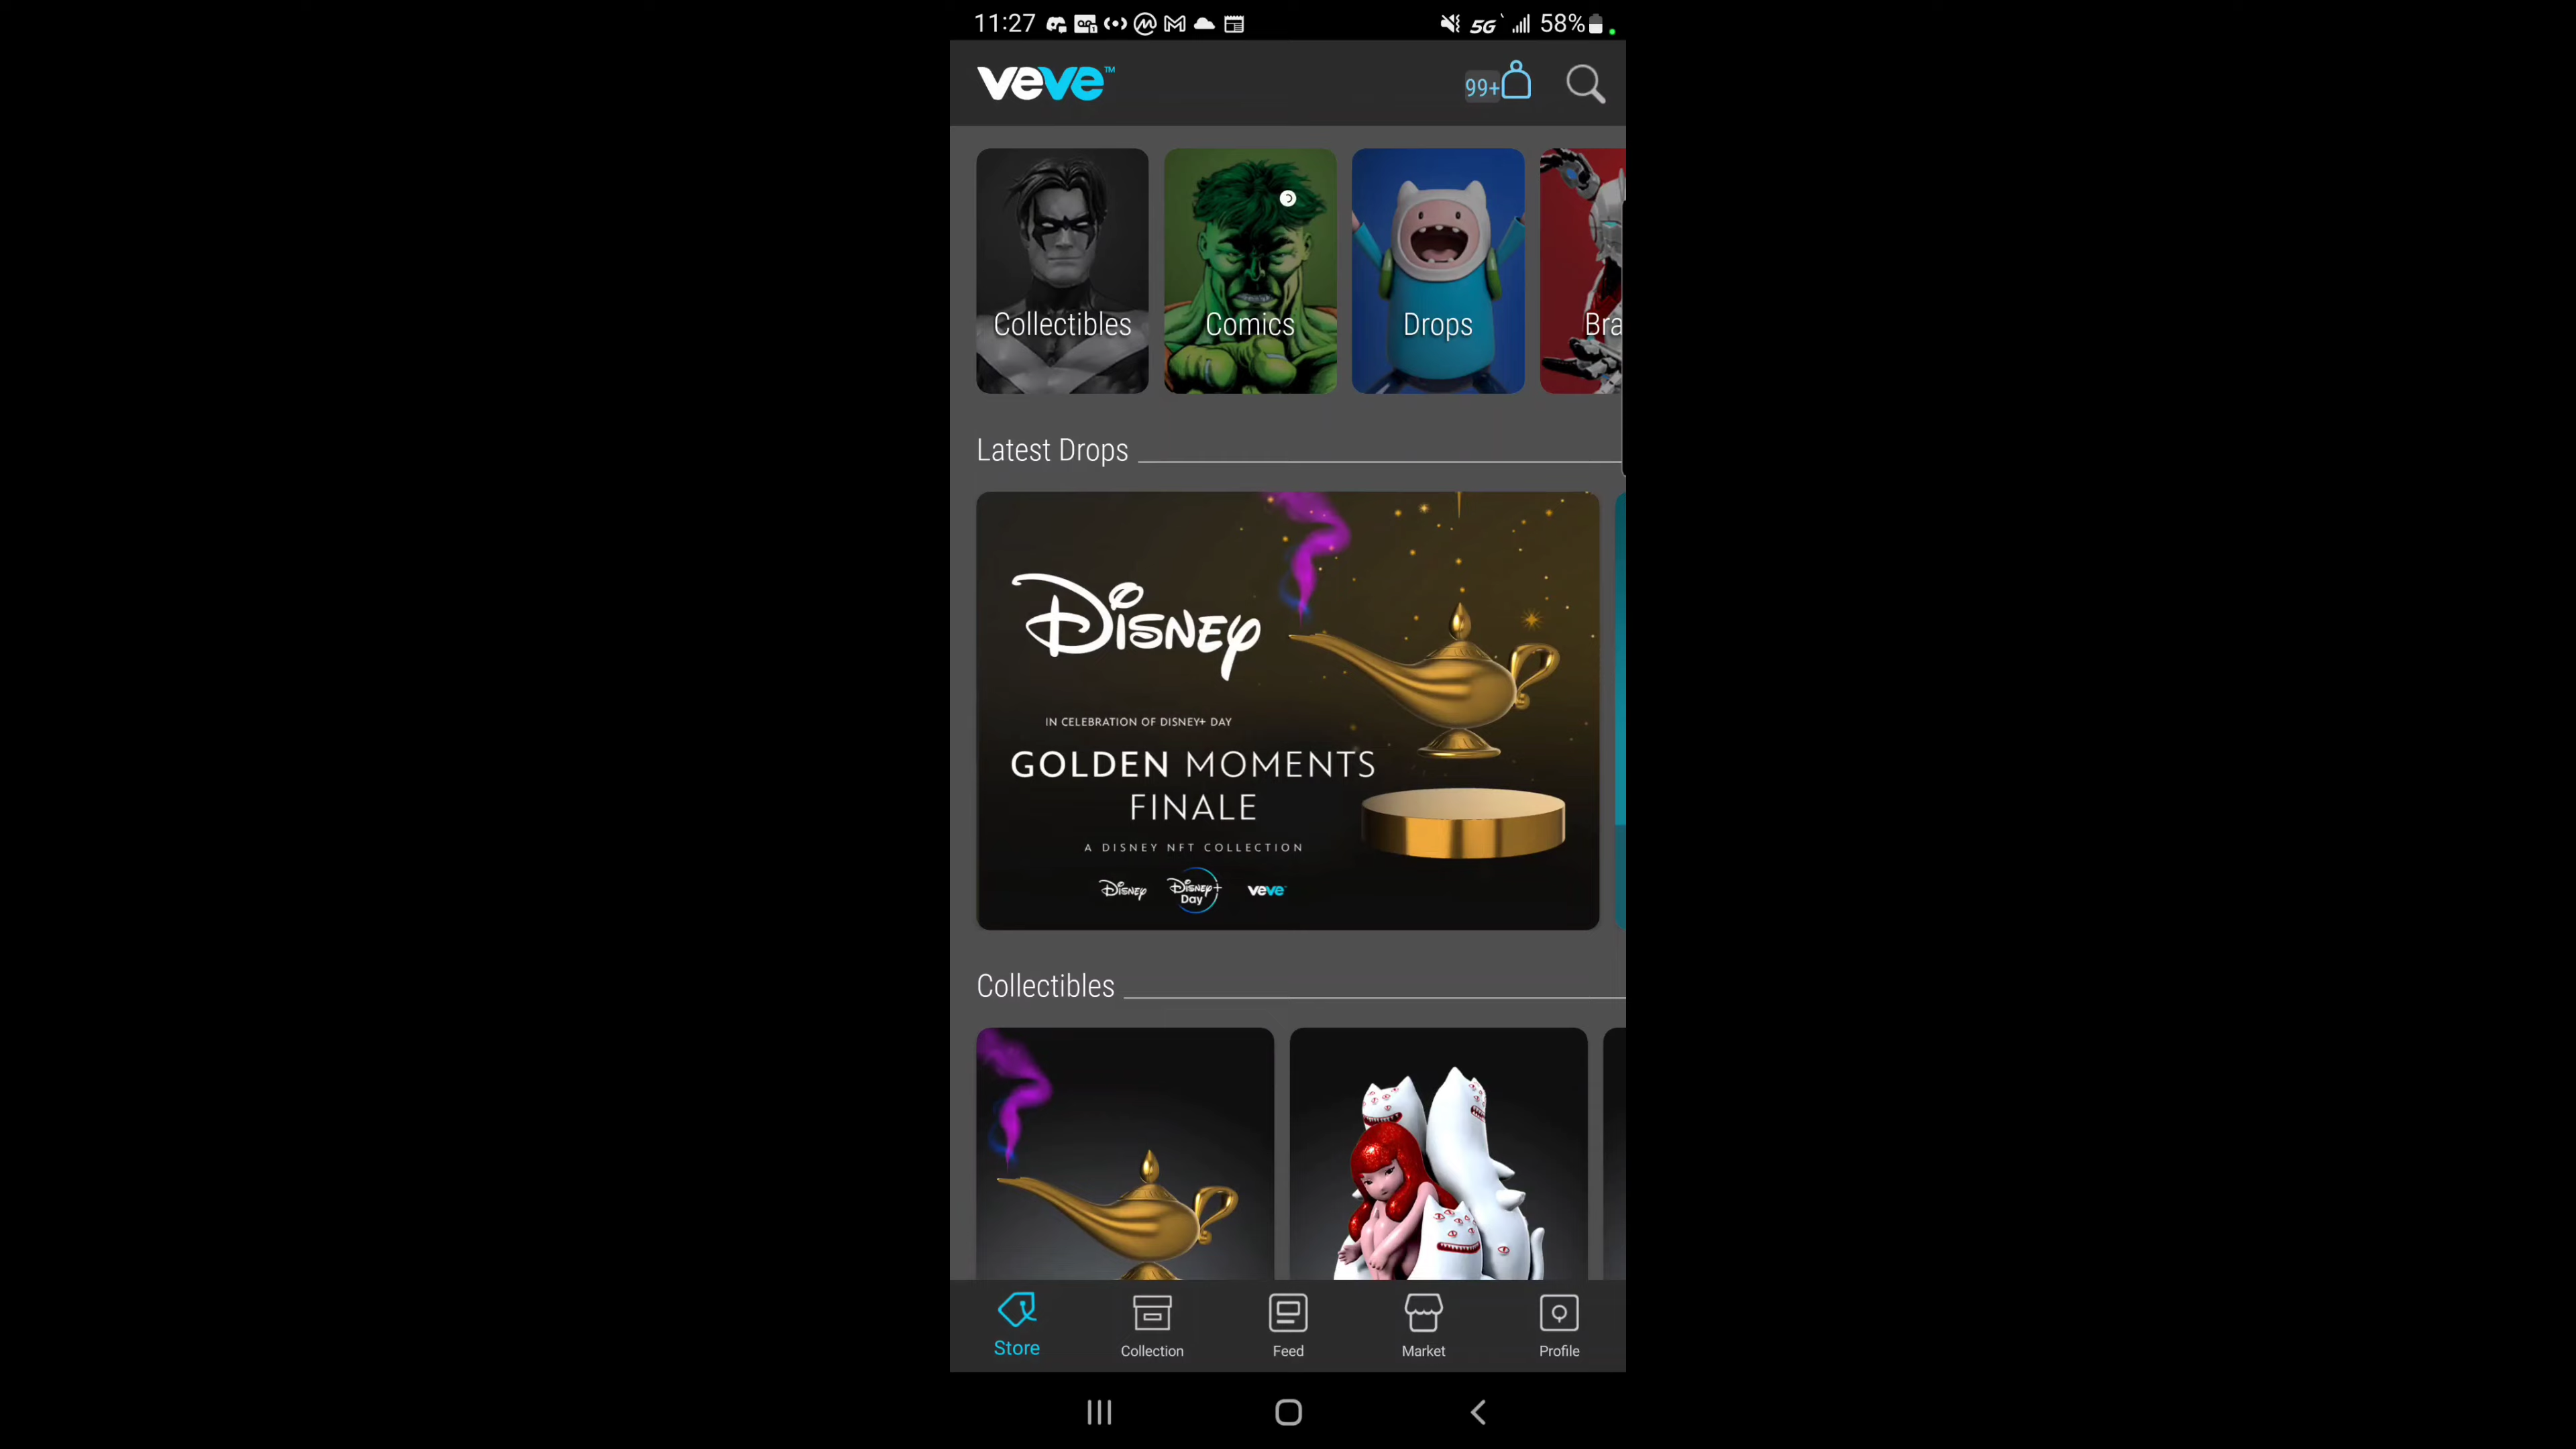 11:27
5G
58%
veve™
99+
Collectibles
Comics
Drops
Bra
Latest Drops
Disney
IN CELEBRATION OF DISNEY+ DAY
GOLDEN MOMENTS
FINALE
A DISNEY NFT COLLECTION
Disney
Disney+
Day
veve
Collectibles
Store
Collection
Feed
Market
Profile